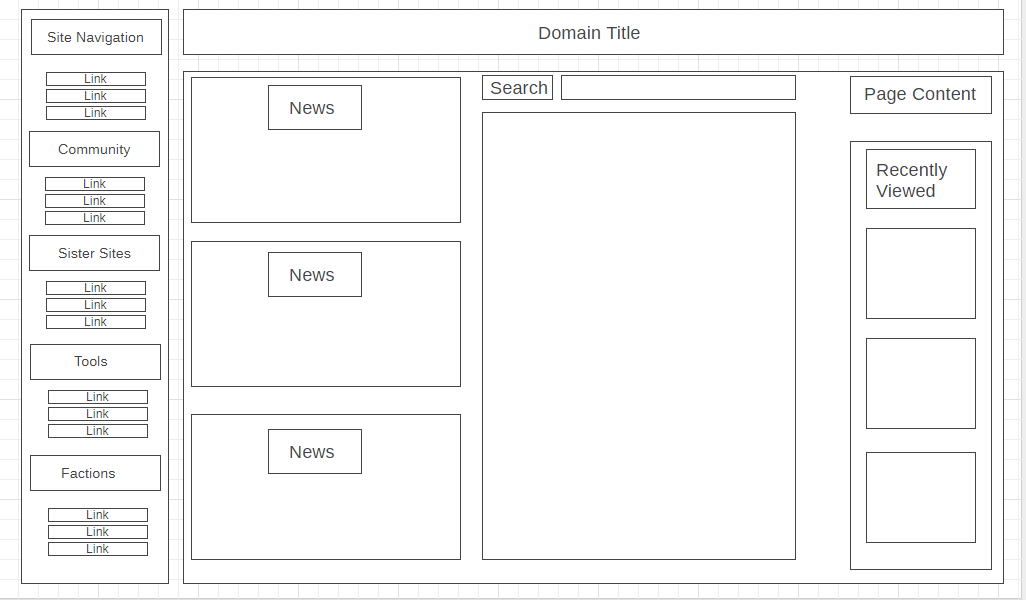 Site Navigation
Link
Link
Link
Community
Link
Link
Link
Sister Sites
Link
Link
Link
Tools
Link
Link
Link
Factions
Link
Link
Link
Domain Title
News
News
News
Search
Page Content
Recently
Viewed